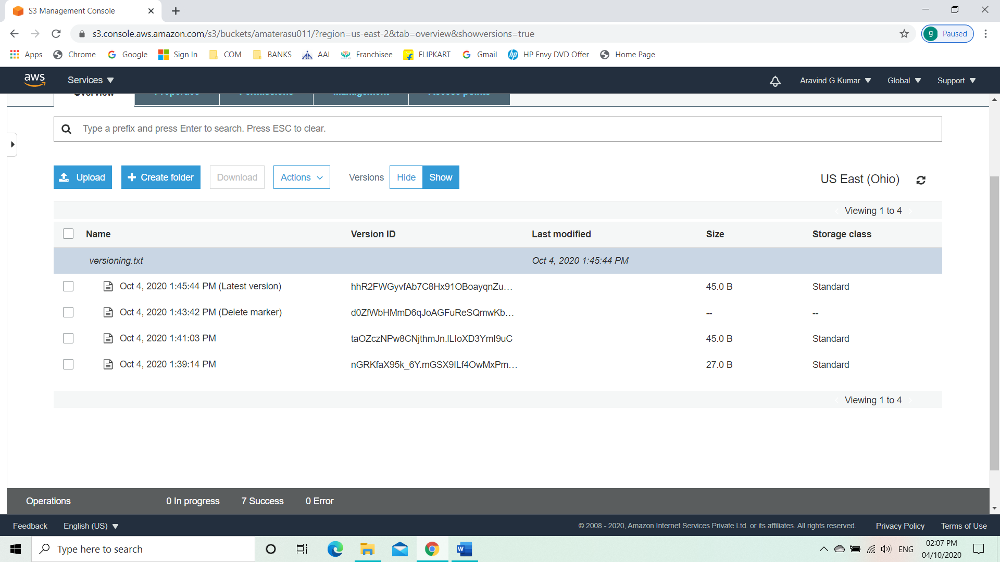 S3 Management Console
s3.console.aws.amazon.com/s3/buckets/amaterasu011/?region=us-east-2&tab=overview&showversions=true
g Paused
Apps Chrome Google Sign In COM BANKS AAI Franchisee FLIPKART Gmail HP Envy DVD Offer Home Page
aws Services Aravind G Kumar Global Support
Overview Properties Permissions Management Access points
Type a prefix and press Enter to search. Press ESC to clear.
Upload Create folder Download Actions Versions Hide Show US East (Ohio)
Viewing 1 to 4
Name Version ID Last modified Size Storage class
versioning.txt Oct 4, 2020 1:45:44 PM
Oct 4, 2020 1:45:44 PM (Latest version) hhR2FWGyvfAb7C8Hx91OBoayqnZu… 45.0 B Standard
Oct 4, 2020 1:43:42 PM (Delete marker) d0ZfWbHMmD6qJoAGFuReSQmwKb… -- --
Oct 4, 2020 1:41:03 PM taOZczNPw8CNjthmJn.lLIoXD3YmI9uC 45.0 B Standard
Oct 4, 2020 1:39:14 PM nGRKfaX95k_6Y.mGSX9ILf4OwMxPm… 27.0 B Standard
Viewing 1 to 4
Operations 0 In progress 7 Success 0 Error
Feedback English (US) © 2008 - 2020, Amazon Internet Services Private Ltd. or its affiliates. All rights reserved. Privacy Policy Terms of Use
Type here to search ENG 02:07 PM
04/10/2020